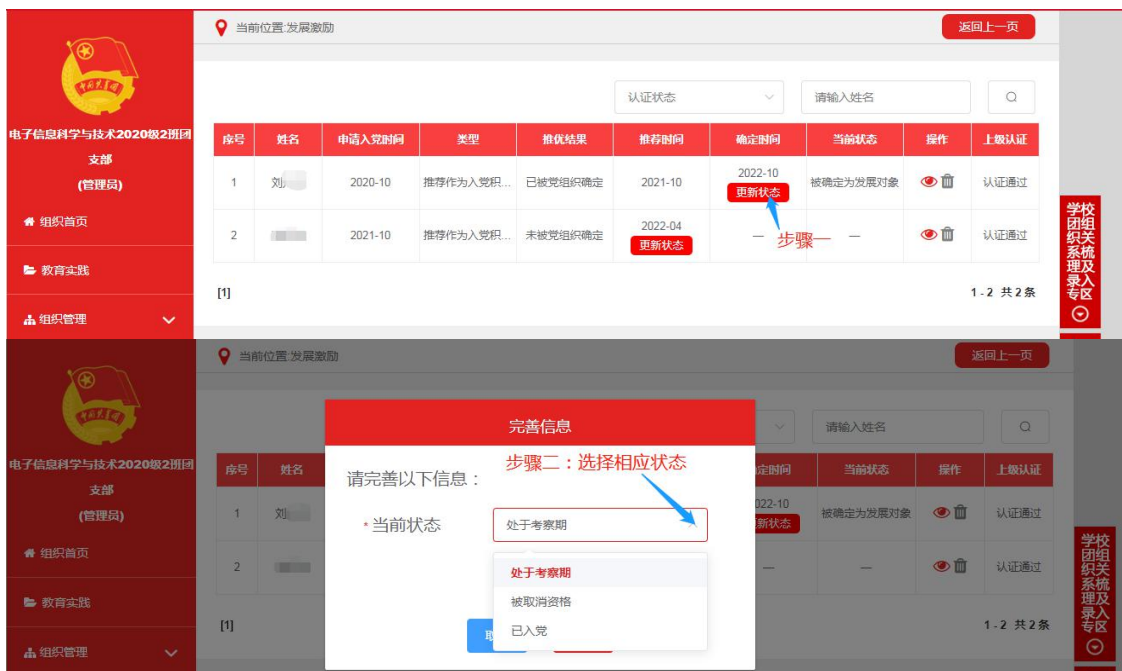 当前位置:发展激励
返回上一页
电子信息科学与技术2020级2班团
支部
(管理员)
组织首页
教育实践
组织管理
认证状态
请输入姓名
序号 姓名 申请入党时间 类型 推优结果 推荐时间 确定时间 当前状态 操作 上级认证
1 刘 2020-10 推荐作为入党积... 已被党组织确定 2021-10 2022-10 被确定为发展对象 认证通过
更新状态
2 2021-10 推荐作为入党积... 未被党组织确定 2022-04 — — 认证通过
更新状态
步骤一
[1]
1-2 共2条
学校
团组
织关
系梳
理及
录入
专区
当前位置:发展激励
返回上一页
电子信息科学与技术2020级2班团
支部
(管理员)
组织首页
教育实践
组织管理
请输入姓名
序号 姓名 定时间 当前状态 操作 上级认证
1 刘 022-10 被确定为发展对象 认证通过
新状态
2 — — 认证通过
[1]
1-2 共2条
完善信息
请完善以下信息：
步骤二：选择相应状态
*当前状态
处于考察期
处于考察期
被取消资格
已入党
学校
团组
织关
系梳
理及
录入
专区